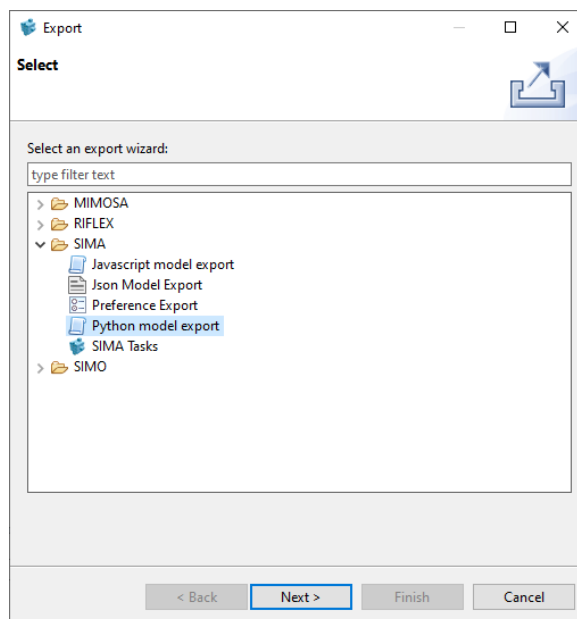 Export
Select
Select an export wizard:
type filter text
MIMOSA
RIFLEX
SIMA
Javascript model export
Json Model Export
Preference Export
Python model export
SIMA Tasks
SIMO
< Back Next > Finish Cancel